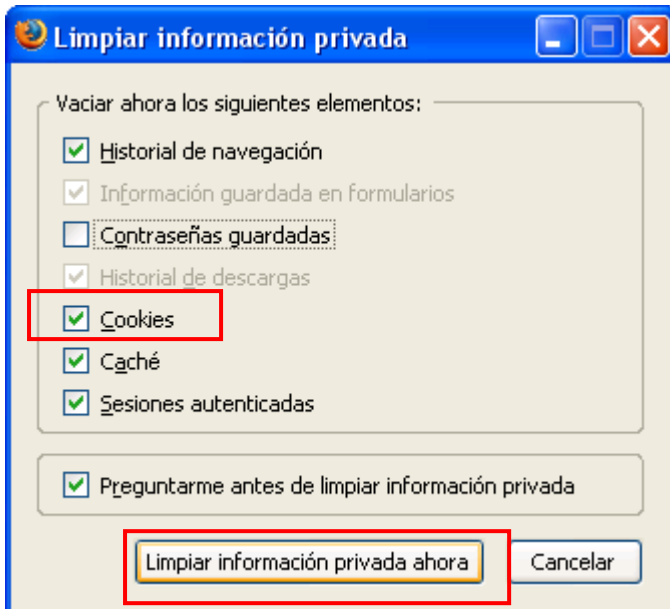 Limpiar información privada
Vaciar ahora los siguientes elementos:
Historial de navegación
Información guardada en formularios
Contraseñas guardadas
Historial de descargas
Cookies
Caché
Sesiones autenticadas
Preguntarme antes de limpiar información privada
Limpiar información privada ahora Cancelar